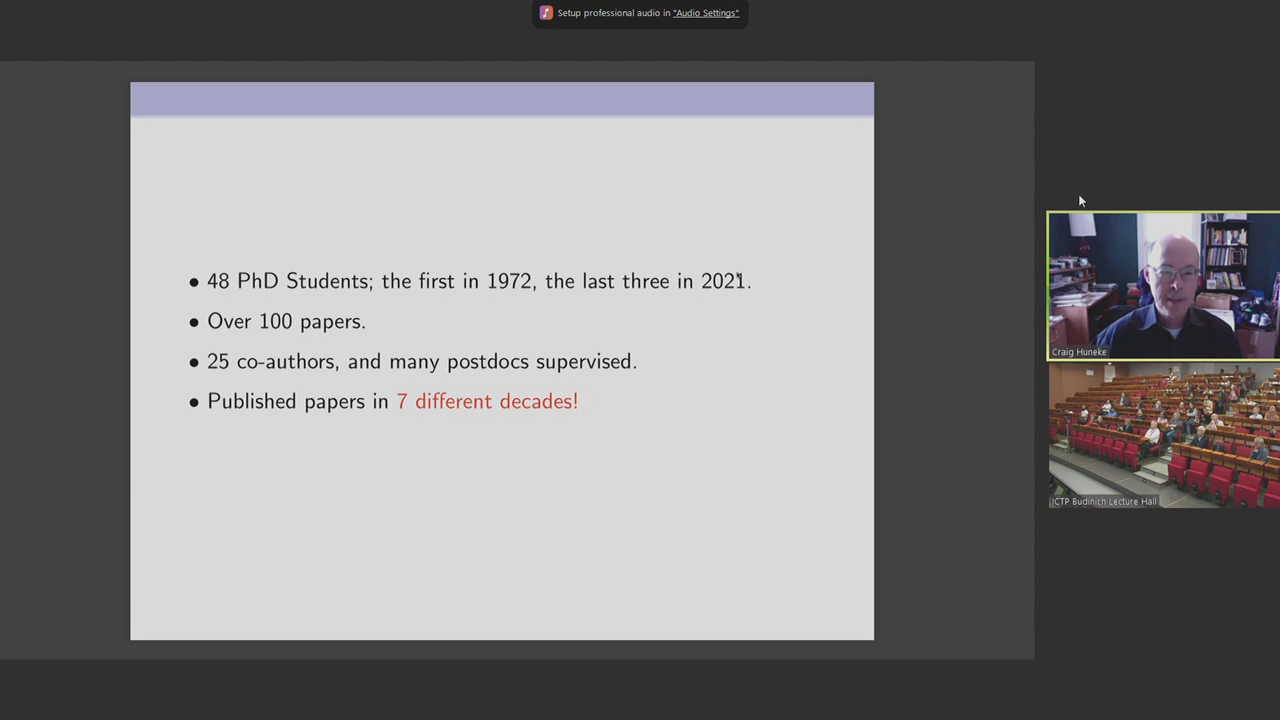 Setup professional audio in "Audio Settings"
• 48 PhD Students; the first in 1972, the last three in 2021.
• Over 100 papers.
• 25 co-authors, and many postdocs supervised.
• Published papers in 7 different decades!
Craig Huneke
ICTP Budinich Lecture Hall